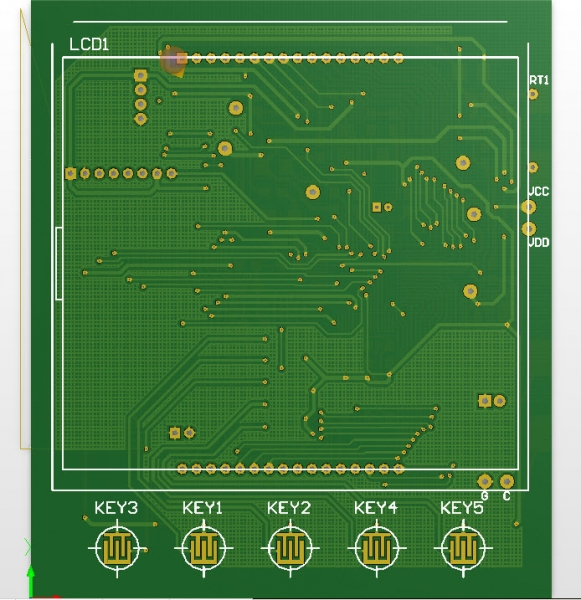 LCD1
RT1
VCC
VDD
G C
KEY3 KEY1 KEY2 KEY4 KEY5